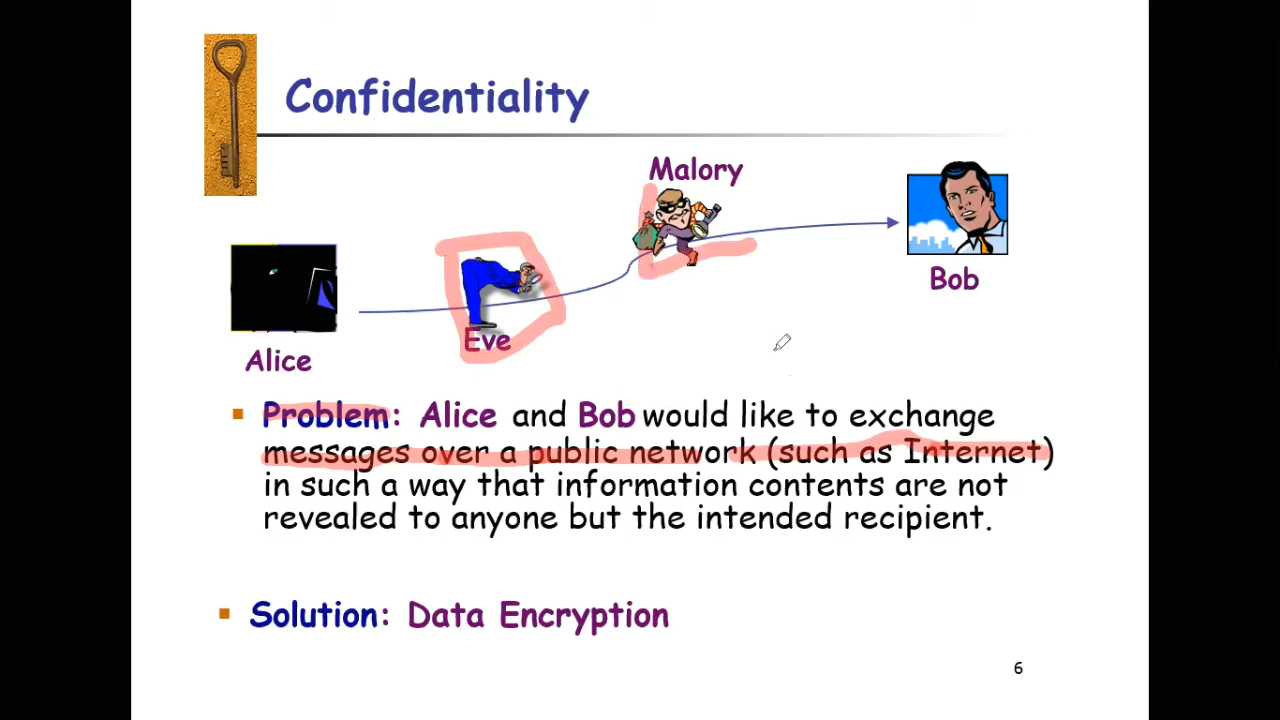 Confidentiality
Malory
Bob
Eve
Alice
Problem: Alice and Bob would like to exchange
messages over a public network (such as Internet)
in such a way that information contents are not
revealed to anyone but the intended recipient.
Solution: Data Encryption
6